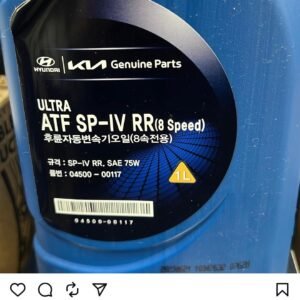 HYUNDAI KIA Genuine Parts
ULTRA
ATF SP-IV RR(8 Speed)
후륜자동변속기오일(8속전용)
규격 : SP-IV RR, SAE 75W
품번 : 04500 - 00117
1L
04500-00117